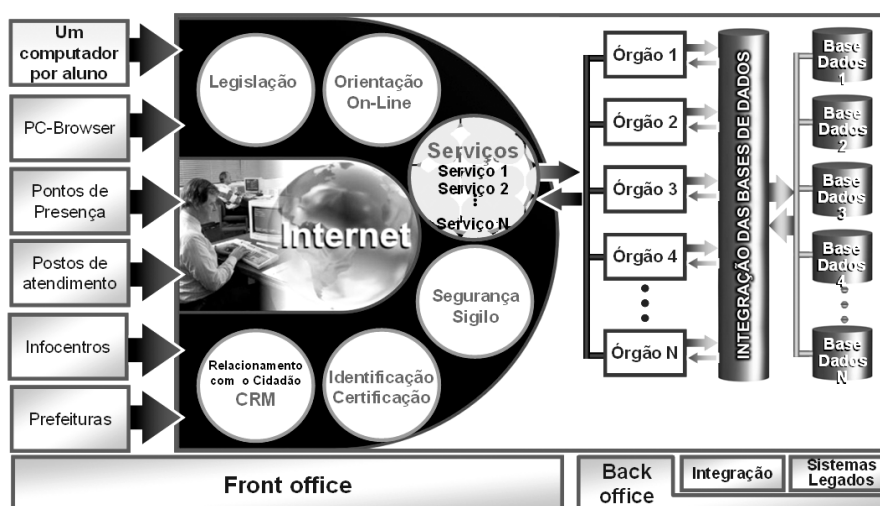 Um
computador
por aluno
PC-Browser
Pontos de
Presença
Postos de
atendimento
Infocentros
Prefeituras
Legislação
Orientação
On-Line
Serviços
Serviço 1
Serviço 2
Serviço N
Internet
Segurança
Sigilo
Relacionamento
com o Cidadão
CRM
Identificação
Certificação
Órgão 1
Órgão 2
Órgão 3
Órgão 4
Órgão N
INTEGRAÇÃO DAS BASES DE DADOS
Base
Dados
1
Base
Dados
2
Base
Dados
3
Base
Dados
4
Base
Dados
N
Front office
Back
office
Integração
Sistemas
Legados